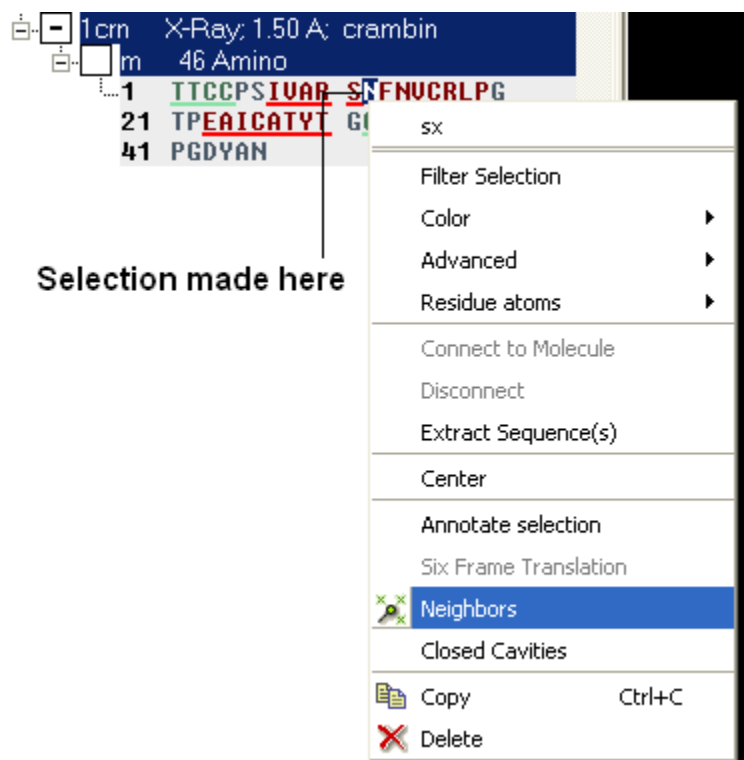 1crn X-Ray; 1.50 A; crambin
m 46 Amino
1 TTCCPSIVAR SNFNVCRLPG
21 TPEAICATYT G
41 PGDYAN
Selection made here
sx
Filter Selection
Color
Advanced
Residue atoms
Connect to Molecule
Disconnect
Extract Sequence(s)
Center
Annotate selection
Six Frame Translation
Neighbors
Closed Cavities
Copy Ctrl+C
Delete